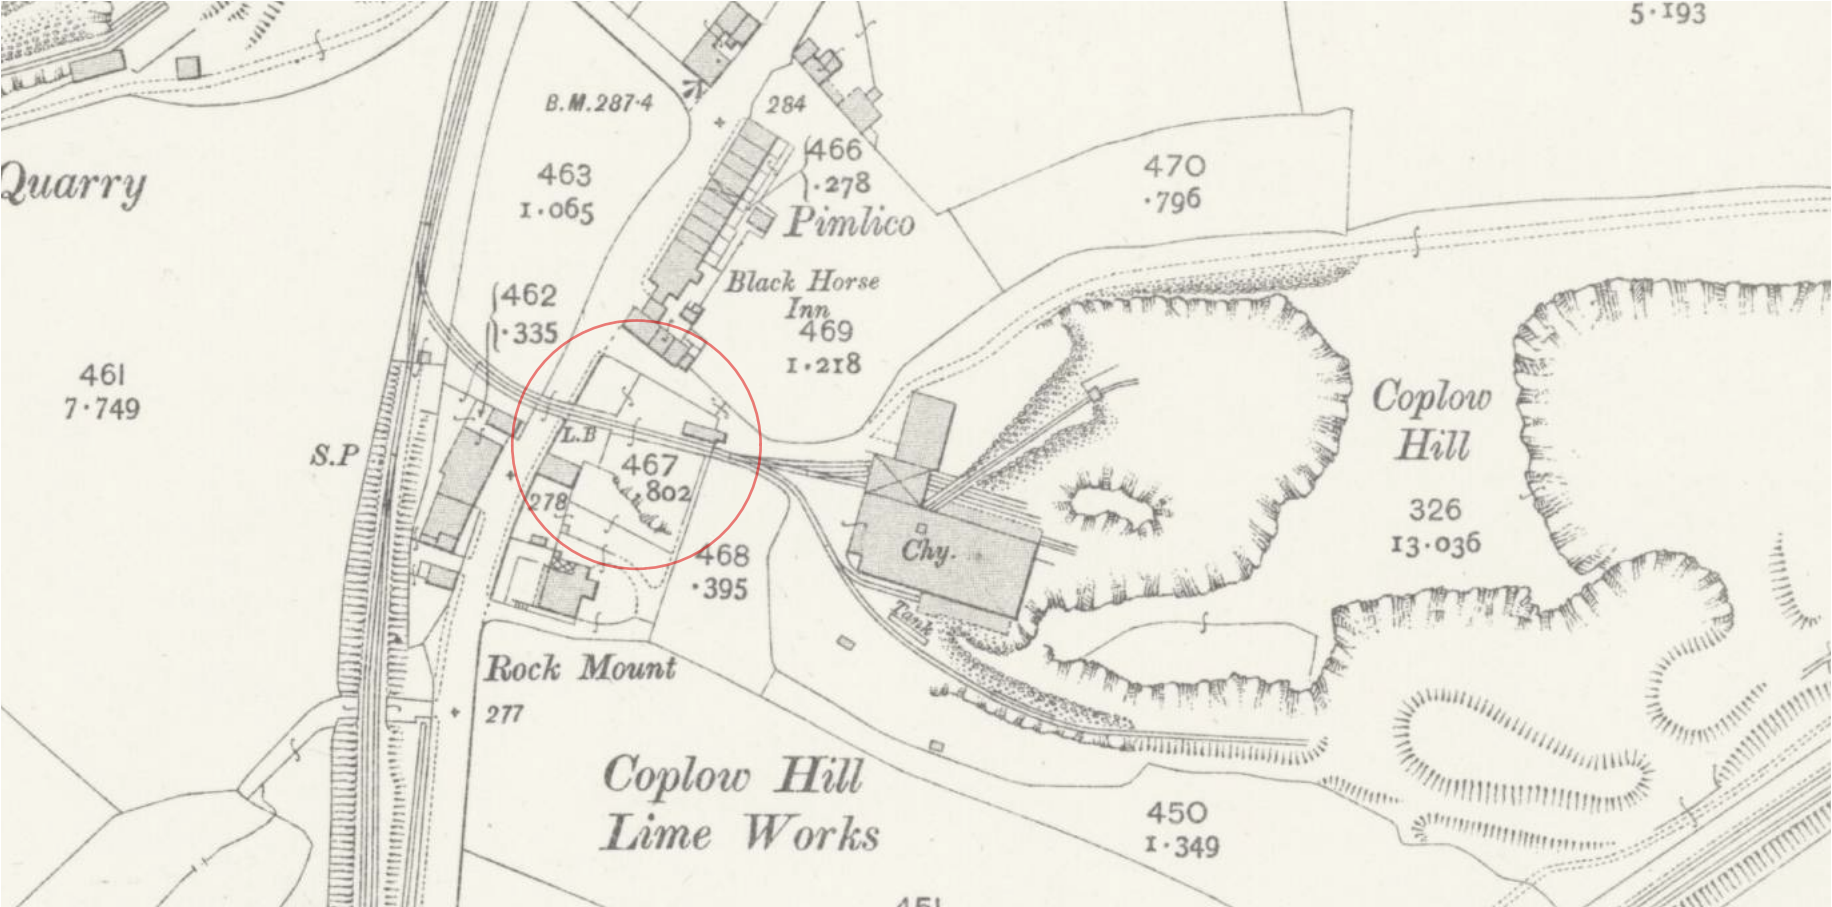 5·193
B.M.287·4
284
466
·278
Quarry
463
1·065
Pimlico
470
·796
462
·335
Black Horse
Inn
469
1·218
461
7·749
Coplow
Hill
326
13·036
S.P
L.B
467
·802
278
468
·395
Chy.
Tank
Rock Mount
277
Coplow Hill
Lime Works
450
1·349
451